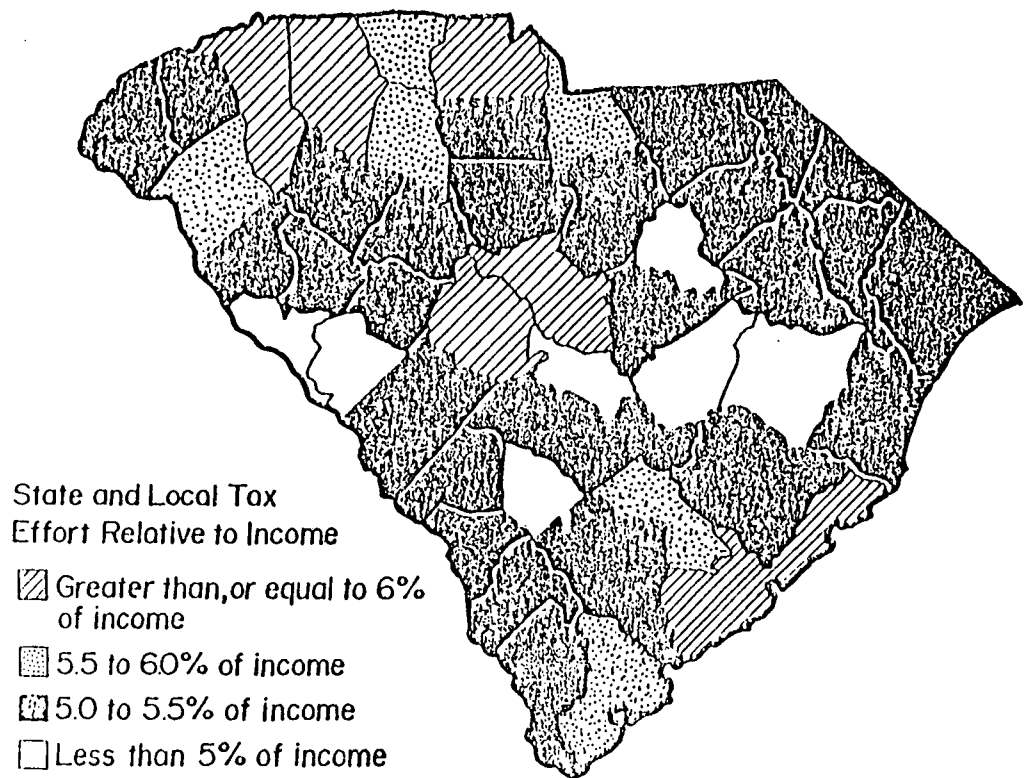 State and Local Tax
Effort Relative to Income
Greater than, or equal to 6%
of income
5.5 to 6.0% of income
5.0 to 5.5% of income
Less than 5% of income